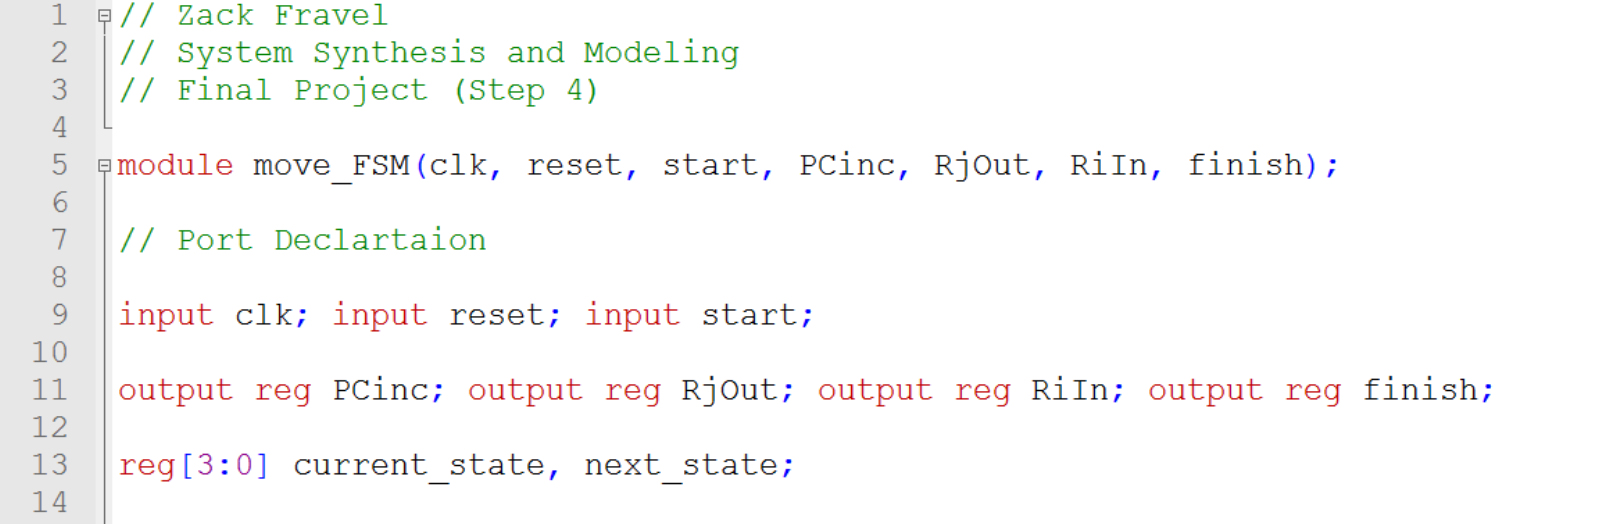 1 // Zack Fravel
2 // System Synthesis and Modeling
3 // Final Project (Step 4)
4
5 module move_FSM(clk, reset, start, PCinc, RjOut, RiIn, finish);
6
7 // Port Declartaion
8
9 input clk; input reset; input start;
10
11 output reg PCinc; output reg RjOut; output reg RiIn; output reg finish;
12
13 reg[3:0] current_state, next_state;
14